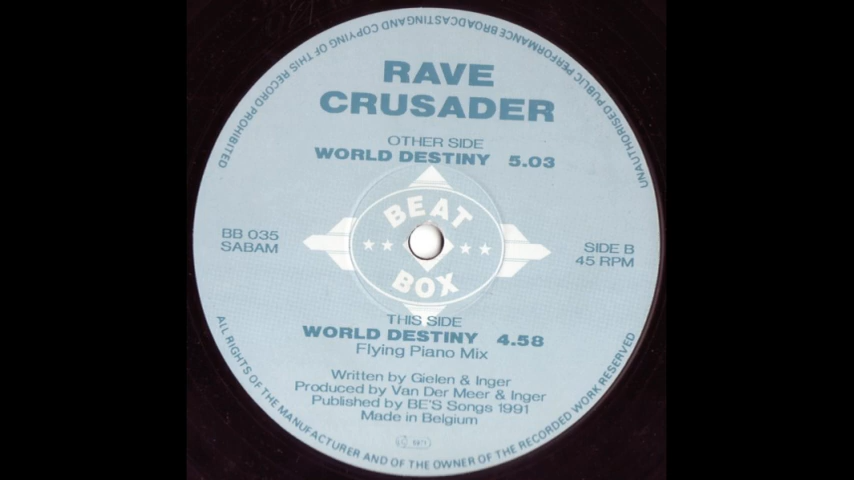 UNAUTHORISED PUBLIC PERFORMANCE BROADCASTING AND COPYING OF THIS RECORD PROHIBITED
RAVE
CRUSADER
OTHER SIDE
WORLD DESTINY 5.03
BEAT
BOX
BB 035
SABAM
SIDE B
45 RPM
THIS SIDE
WORLD DESTINY 4.58
Flying Piano Mix
Written by Gielen & Inger
Produced by Van Der Meer & Inger
Published by BE'S Songs 1991
Made in Belgium
ALL RIGHTS OF THE MANUFACTURER AND OF THE OWNER OF THE RECORDED WORK RESERVED